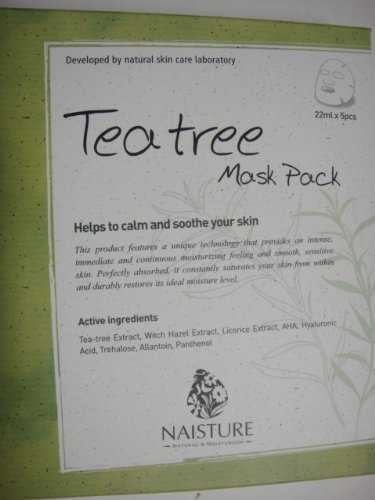 Developed by natural skin care laboratory
22ml x 5pcs
Tea tree
Mask Pack
Helps to calm and soothe your skin
This product features a unique technology that provides an intense,
immediate and continuous moisturizing feeling and smooth, sensitive
skin. Perfectly absorbed, it constantly saturates your skin from within
and durably restores its ideal moisture level.
Active ingredients
Tea-tree Extract, Witch Hazel Extract, Licorice Extract, AHA, Hyaluronic
Acid, Trehalose, Allantoin, Panthenol
NAISTURE
NATURAL & MOISTURIZER